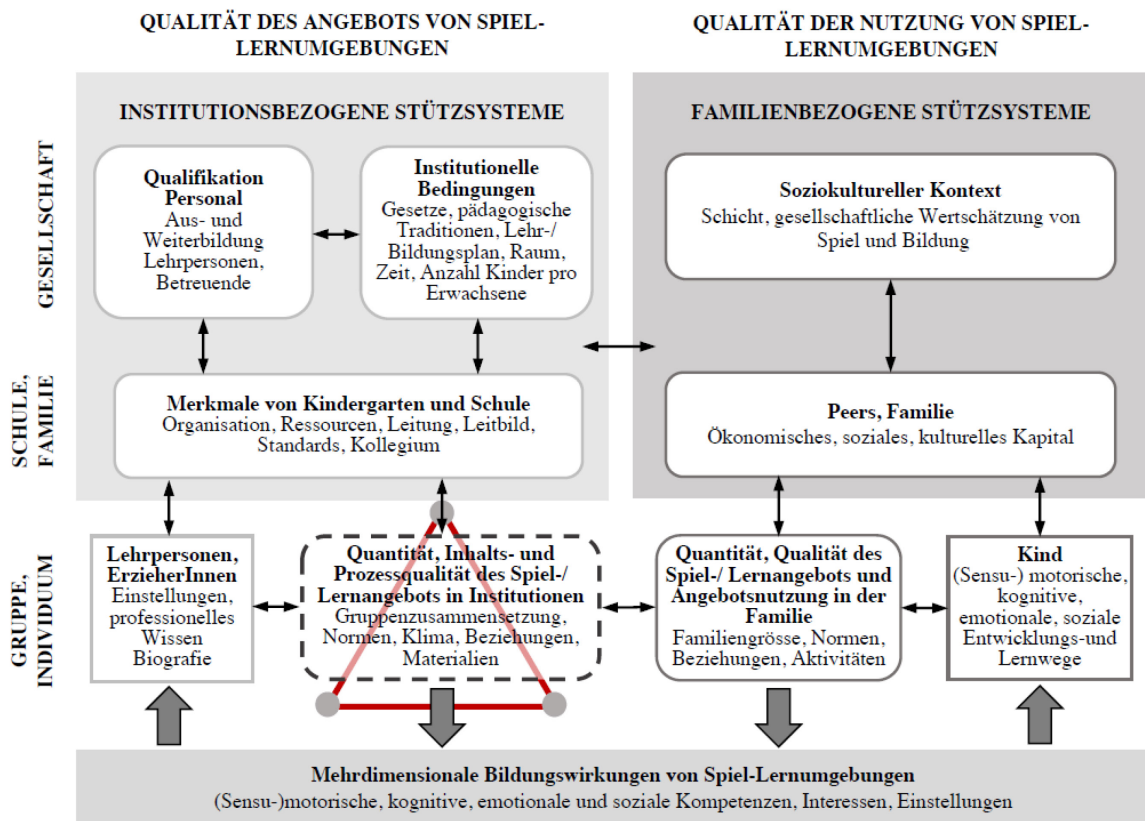 QUALITÄT DES ANGEBOTS VON SPIEL-
LERNUMGEBUNGEN
QUALITÄT DER NUTZUNG VON SPIEL-
LERNUMGEBUNGEN
INSTITUTIONSBEZOGENE STÜTZSYSTEME
FAMILIENBEZOGENE STÜTZSYSTEME
GESELLSCHAFT
Qualifikation
Personal
Aus- und
Weiterbildung
Lehrpersonen,
Betreuende
Institutionelle
Bedingungen
Gesetze, pädagogische
Traditionen, Lehr-/
Bildungsplan, Raum,
Zeit, Anzahl Kinder pro
Erwachsene
Soziokultureller Kontext
Schicht, gesellschaftliche Wertschätzung von
Spiel und Bildung
SCHULE,
FAMILIE
Merkmale von Kindergarten und Schule
Organisation, Ressourcen, Leitung, Leitbild,
Standards, Kollegium
Peers, Familie
Ökonomisches, soziales, kulturelles Kapital
GRUPPE,
INDIVIDUUM
Lehrpersonen,
ErzieherInnen
Einstellungen,
professionelles
Wissen
Biografie
Quantität, Inhalts- und
Prozessqualität des Spiel-/
Lernangebots in Institutionen
Gruppenzusammensetzung,
Normen, Klima, Beziehungen,
Materialien
Quantität, Qualität des
Spiel-/ Lernangebots und
Angebotsnutzung in der
Familie
Familiengrösse, Normen,
Beziehungen, Aktivitäten
Kind
(Sensu-) motorische,
kognitive,
emotionale, soziale
Entwicklungs-und
Lernwege
Mehrdimensionale Bildungswirkungen von Spiel-Lernumgebungen
(Sensu-)motorische, kognitive, emotionale und soziale Kompetenzen, Interessen, Einstellungen